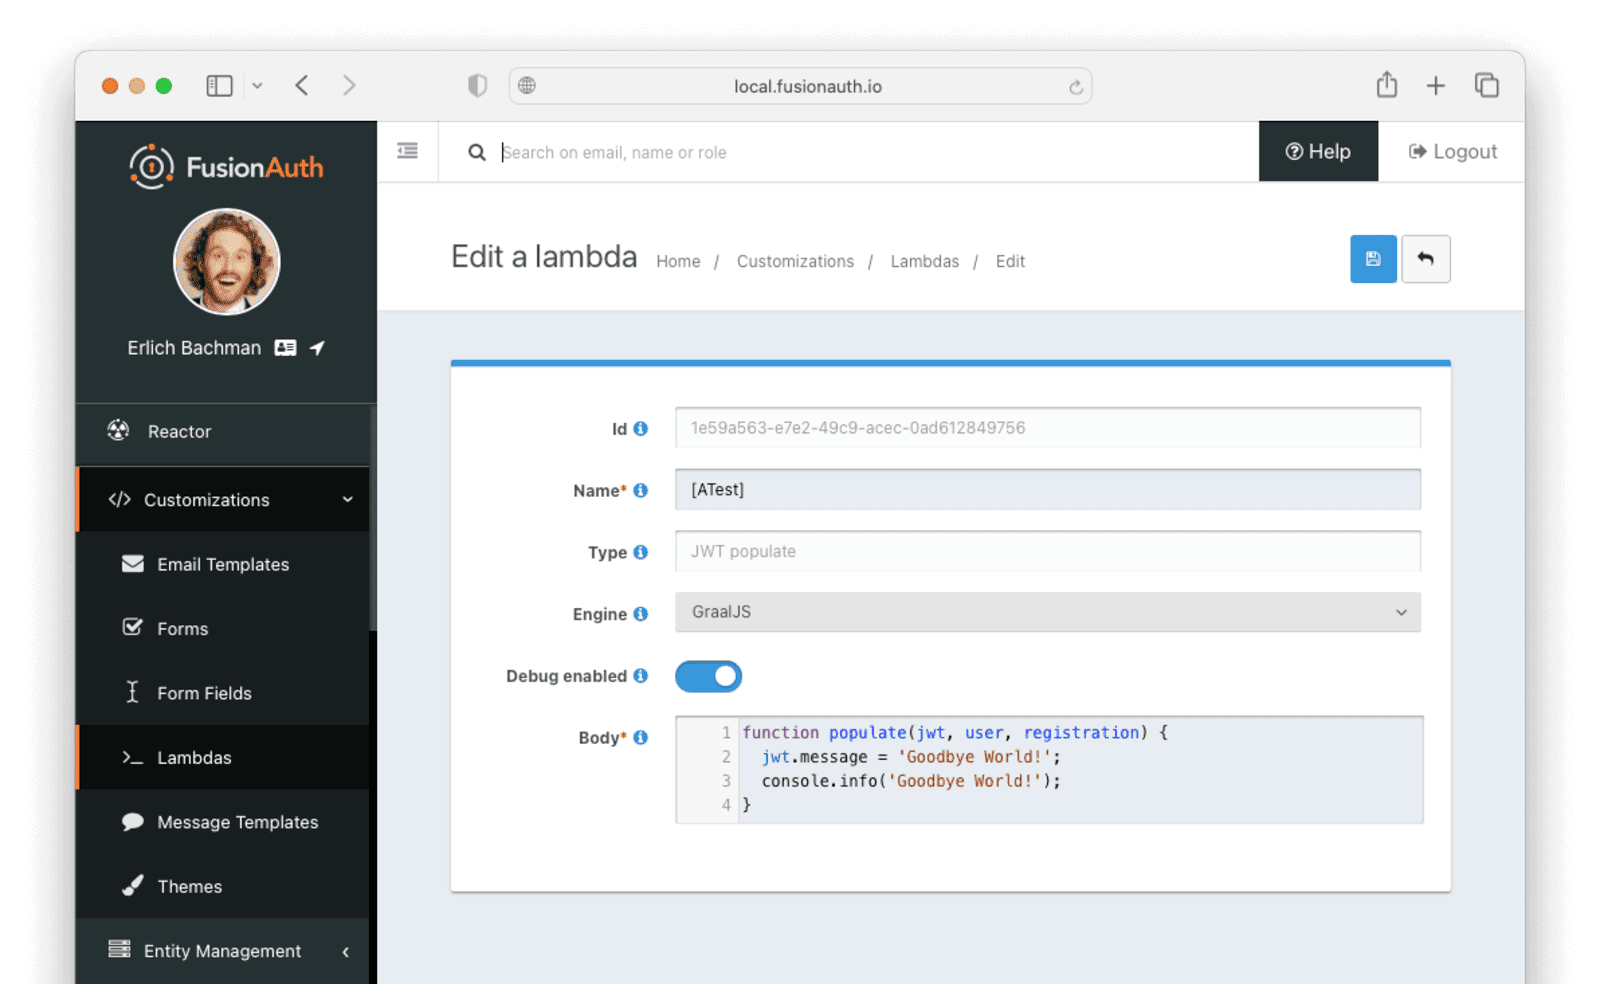 local.fusionauth.io
FusionAuth
Search on email, name or role
Help
Logout
Erlich Bachman
Edit a lambda
Home / Customizations / Lambdas / Edit
Reactor
Customizations
Email Templates
Forms
Form Fields
Lambdas
Message Templates
Themes
Entity Management
Id
1e59a563-e7e2-49c9-acec-0ad612849756
Name*
[ATest]
Type
JWT populate
Engine
GraalJS
Debug enabled
Body*
1 function populate(jwt, user, registration) {
2   jwt.message = 'Goodbye World!';
3   console.info('Goodbye World!');
4 }